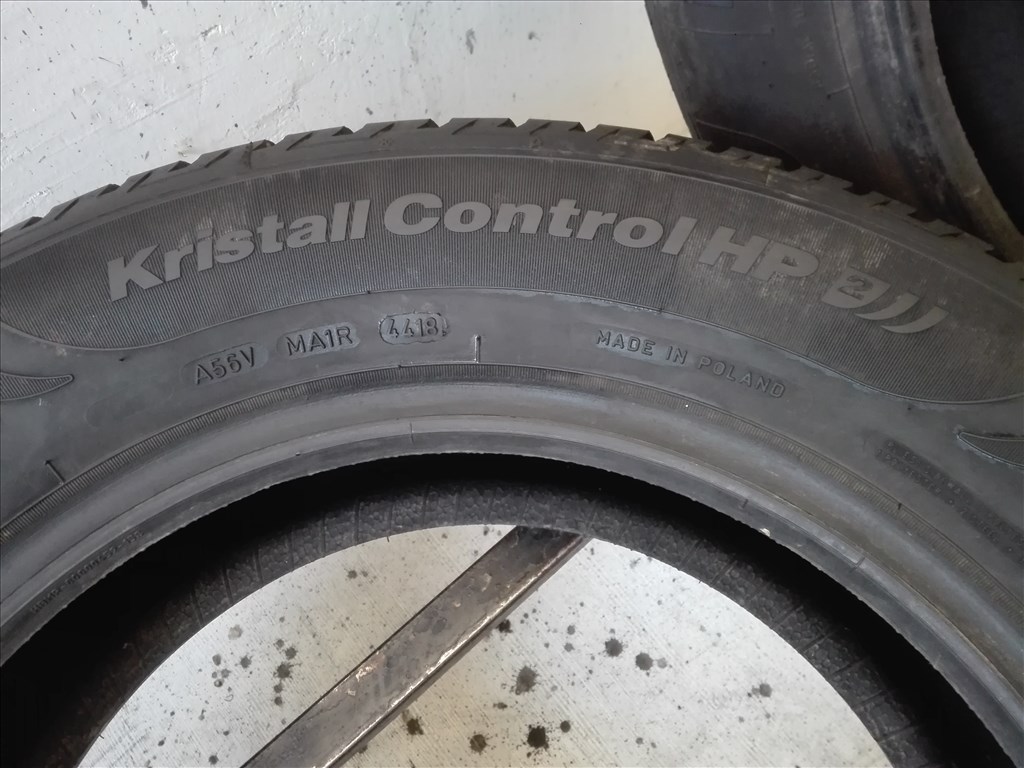 Kristall Control HP 2
A56V MA1R 4418
MADE IN POLAND